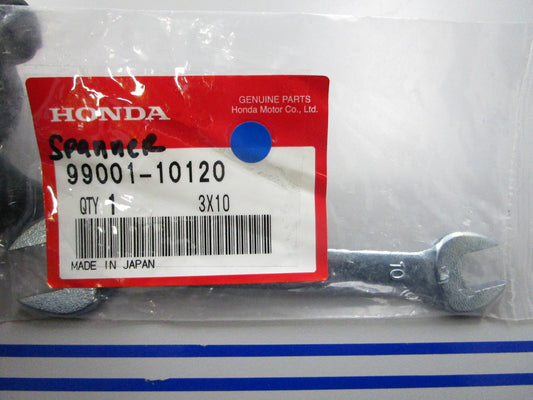 HONDA
GENUINE PARTS
Honda Motor Co., Ltd.
Spanner
99001-10120
QTY 1 3X10
MADE IN JAPAN
10